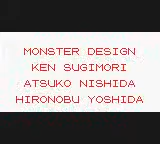 MONSTER DESIGN
KEN SUGIMORI
ATSUKO NISHIDA
HIRONOBU YOSHIDA